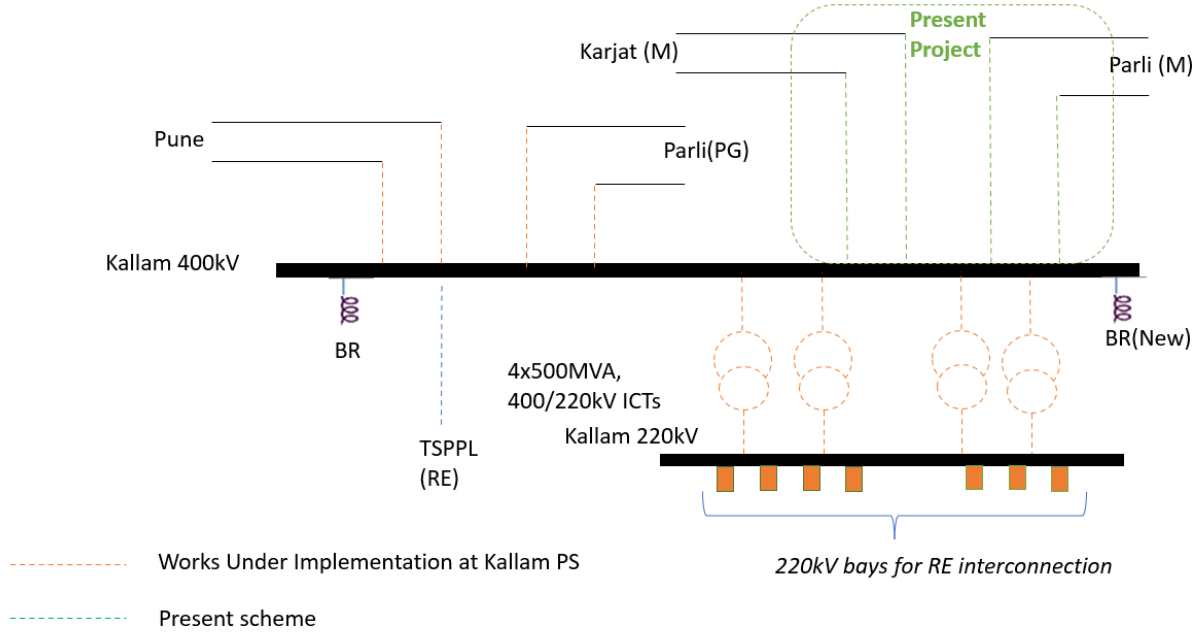 Present
Project
Karjat (M)
Parli (M)
Pune
Parli(PG)
Kallam 400kV
BR
BR(New)
4x500MVA,
400/220kV ICTs
Kallam 220kV
TSPPL
(RE)
220kV bays for RE interconnection
Works Under Implementation at Kallam PS
Present scheme